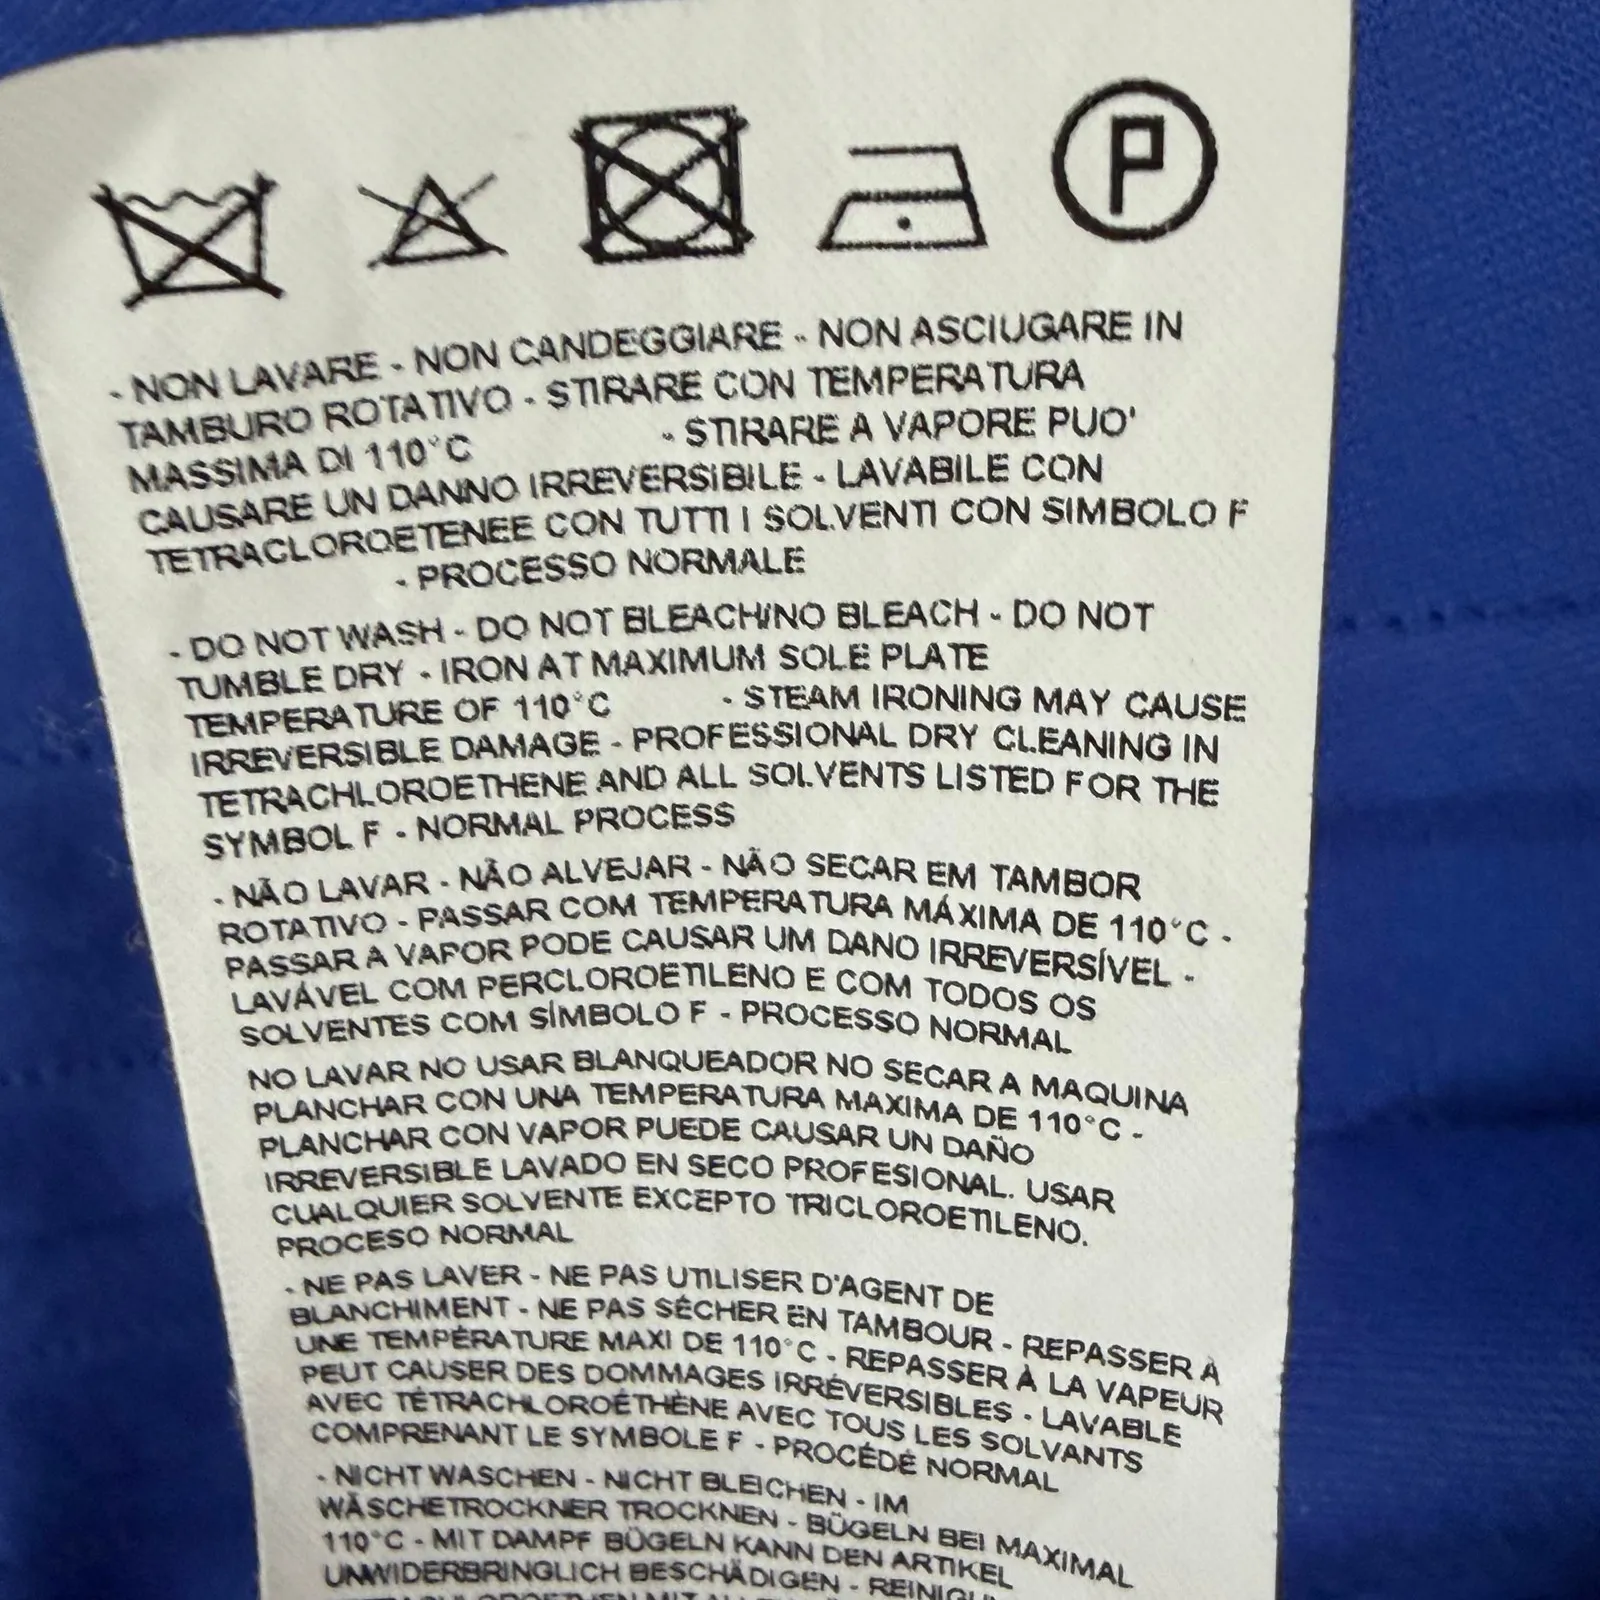 P
- NON LAVARE - NON CANDEGGIARE - NON ASCIUGARE IN
TAMBURO ROTATIVO - STIRARE CON TEMPERATURA
MASSIMA DI 110°C - STIRARE A VAPORE PUO'
CAUSARE UN DANNO IRREVERSIBILE - LAVABILE CON
TETRACLOROETENEE CON TUTTI I SOLVENTI CON SIMBOLO F
- PROCESSO NORMALE
- DO NOT WASH - DO NOT BLEACH/NO BLEACH - DO NOT
TUMBLE DRY - IRON AT MAXIMUM SOLE PLATE
TEMPERATURE OF 110°C - STEAM IRONING MAY CAUSE
IRREVERSIBLE DAMAGE - PROFESSIONAL DRY CLEANING IN
TETRACHLOROETHENE AND ALL SOLVENTS LISTED FOR THE
SYMBOL F - NORMAL PROCESS
- NÃO LAVAR - NÃO ALVEJAR - NÃO SECAR EM TAMBOR
ROTATIVO - PASSAR COM TEMPERATURA MÁXIMA DE 110°C -
PASSAR A VAPOR PODE CAUSAR UM DANO IRREVERSÍVEL -
LAVÁVEL COM PERCLOROETILENO E COM TODOS OS
SOLVENTES COM SÍMBOLO F - PROCESSO NORMAL
NO LAVAR NO USAR BLANQUEADOR NO SECAR A MAQUINA
PLANCHAR CON UNA TEMPERATURA MAXIMA DE 110°C -
PLANCHAR CON VAPOR PUEDE CAUSAR UN DAÑO
IRREVERSIBLE LAVADO EN SECO PROFESIONAL. USAR
CUALQUIER SOLVENTE EXCEPTO TRICLOROETILENO.
PROCESO NORMAL
- NE PAS LAVER - NE PAS UTILISER D'AGENT DE
BLANCHIMENT - NE PAS SÉCHER EN TAMBOUR - REPASSER À
UNE TEMPÉRATURE MAXI DE 110°C - REPASSER À LA VAPEUR
PEUT CAUSER DES DOMMAGES IRRÉVERSIBLES - LAVABLE
AVEC TÉTRACHLOROÉTHÈNE AVEC TOUS LES SOLVANTS
COMPRENANT LE SYMBOLE F - PROCÉDÉ NORMAL
- NICHT WASCHEN - NICHT BLEICHEN - IM
WÄSCHETROCKNER TROCKNEN - BÜGELN BEI MAXIMAL
110°C - MIT DAMPF BÜGELN KANN DEN ARTIKEL
UNWIDERBRINGLICH BESCHÄDIGEN -